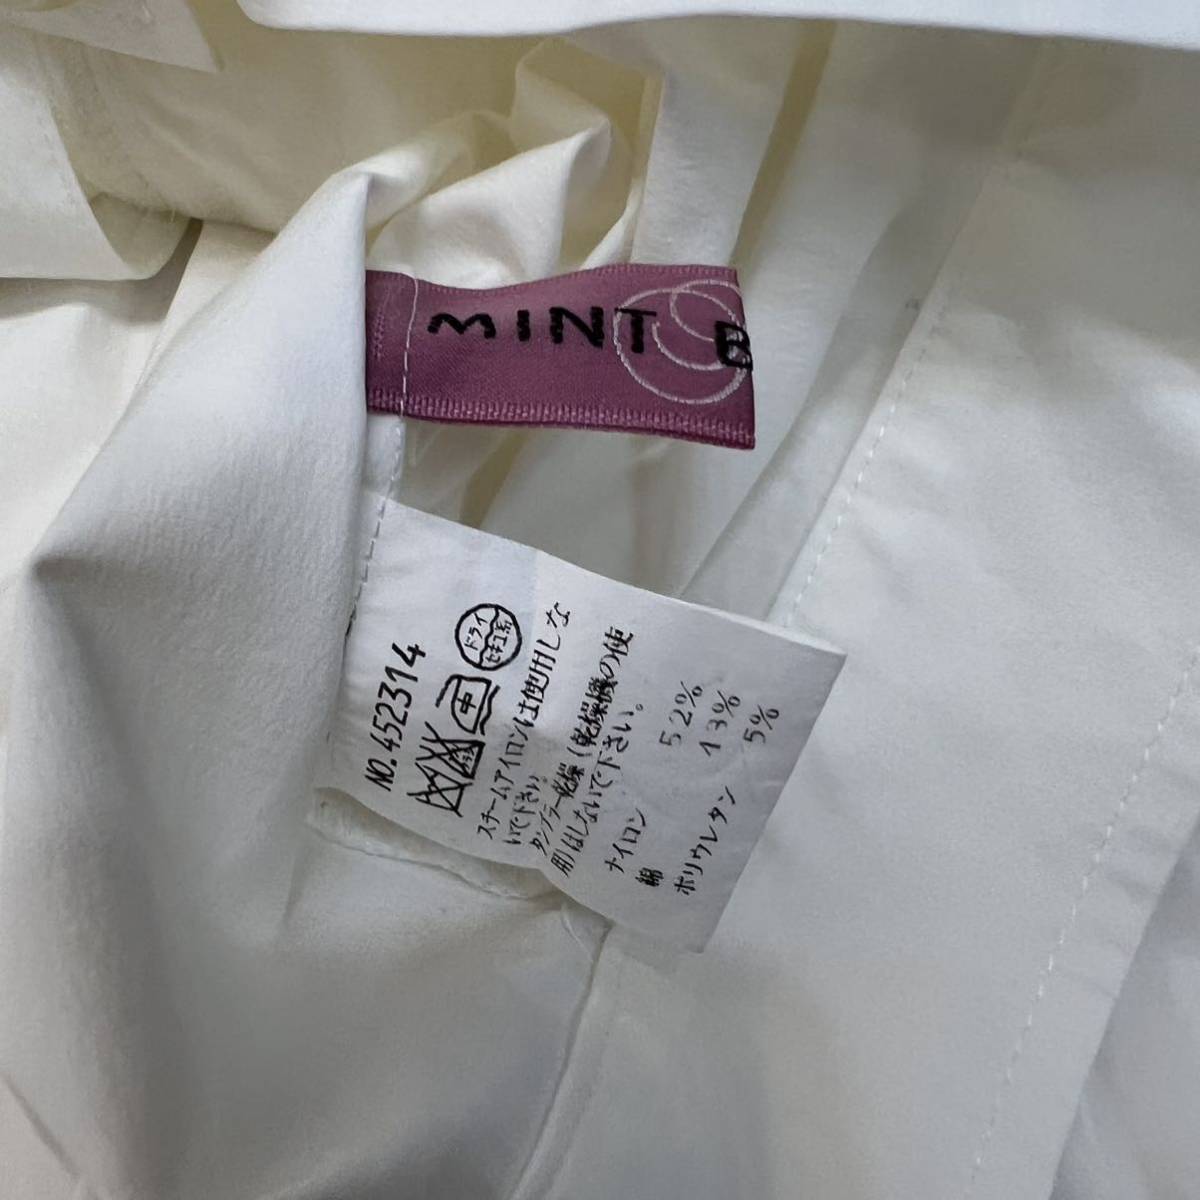 MINT B
NO.452314
ドライ
セキユ系
中
スチームアイロンは使用しな
いで下さい。
タンブラー乾燥(乾燥機の使
用)はしないで下さい。
ナイロン 52%
綿 43%
ポリウレタン 5%